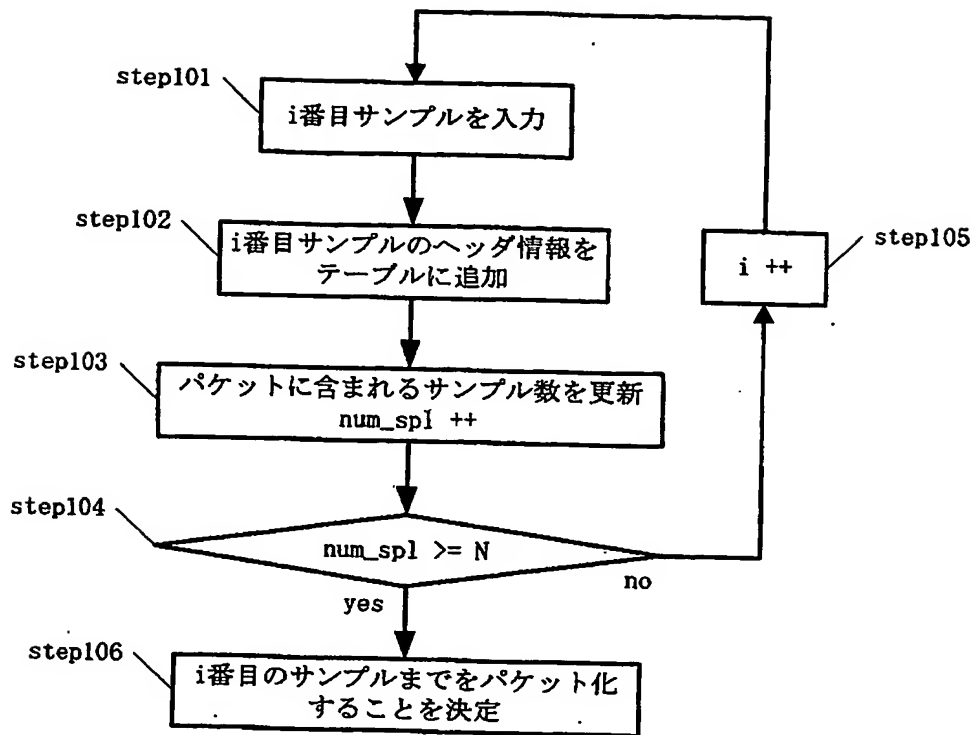 step101
i番目サンプルを入力
step102
i番目サンプルのヘッダ情報を
テーブルに追加
step105
i ++
step103
パケットに含まれるサンプル数を更新
num_spl ++
step104
num_spl >= N
no
yes
step106
i番目のサンプルまでをパケット化
することを決定